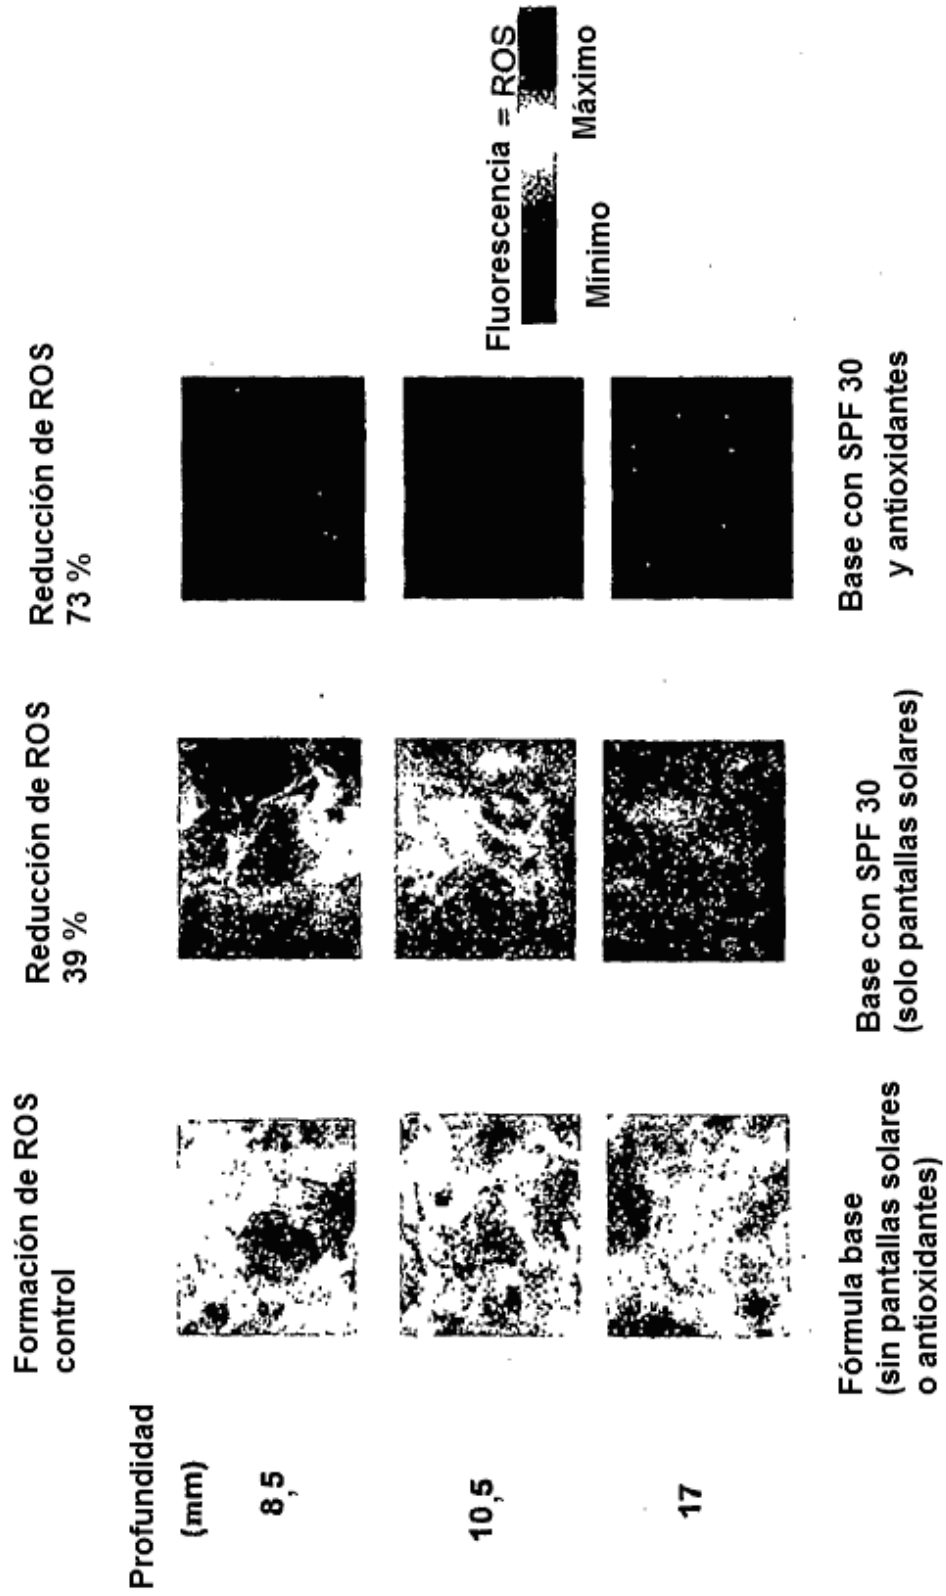 Formación de ROS
control
Reducción de ROS
39 %
Reducción de ROS
73 %
Profundidad
(mm)
8,5
10,5
17
Fluorescencia = ROS
Mínimo
Máximo
Fórmula base
(sin pantallas solares
o antioxidantes)
Base con SPF 30
(solo pantallas solares)
Base con SPF 30
y antioxidantes